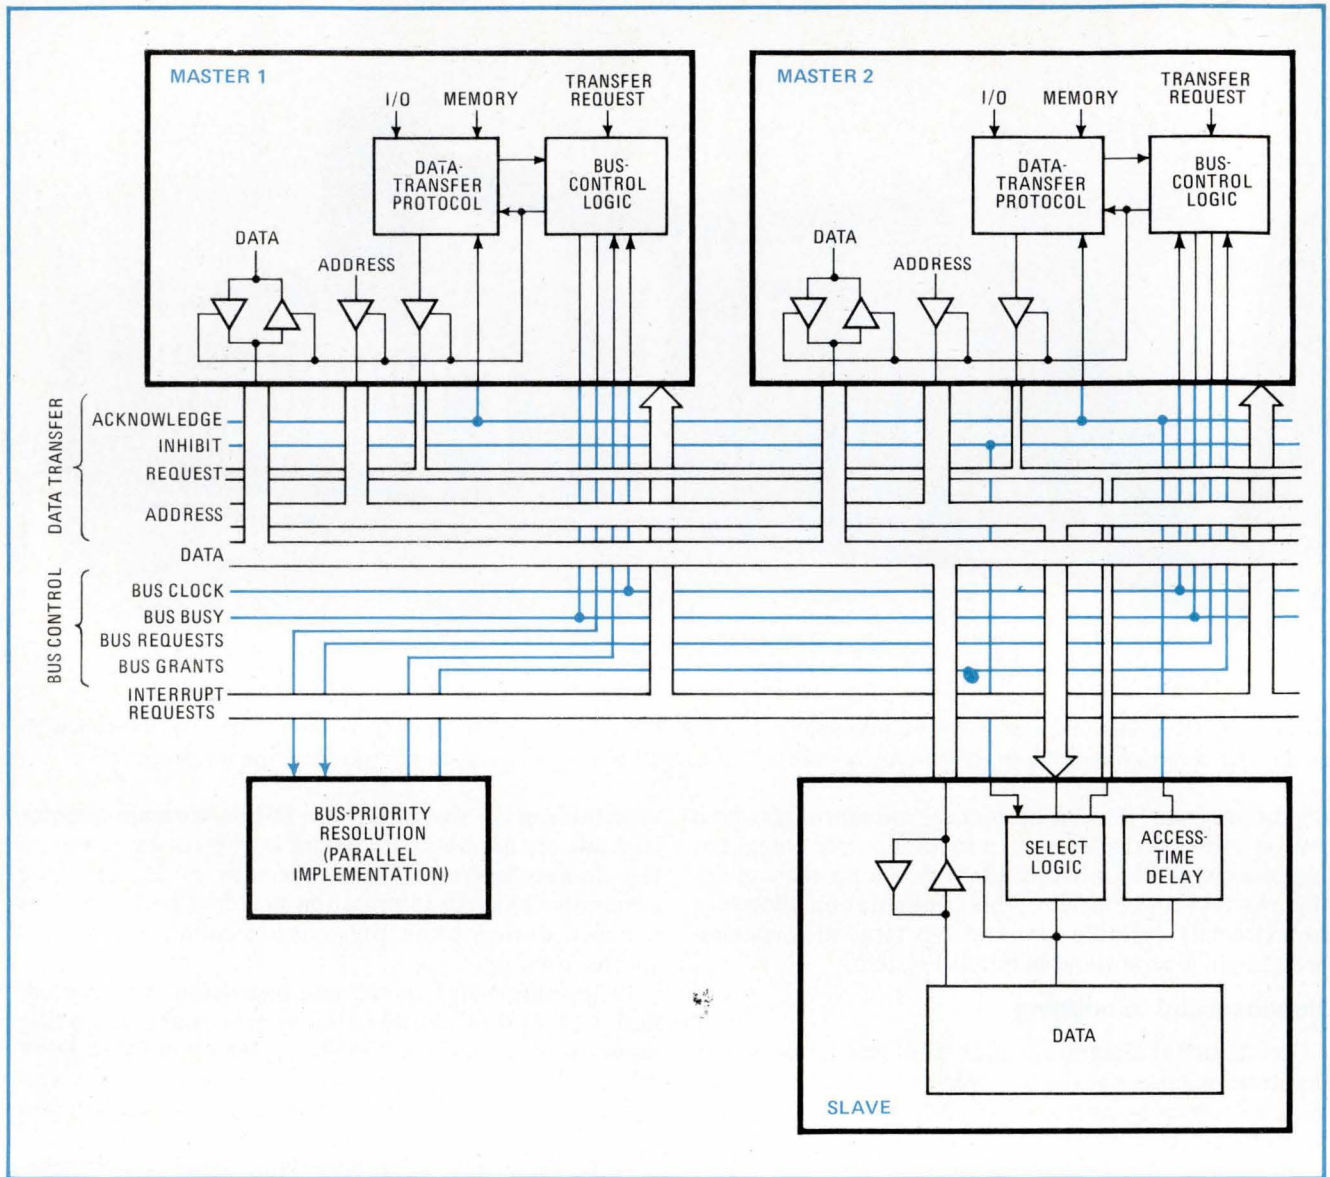 MASTER 1
I/O
MEMORY
TRANSFER
REQUEST
DATA-
TRANSFER
PROTOCOL
BUS-
CONTROL
LOGIC
DATA
ADDRESS
MASTER 2
I/O
MEMORY
TRANSFER
REQUEST
DATA-
TRANSFER
PROTOCOL
BUS-
CONTROL
LOGIC
DATA
ADDRESS
DATA TRANSFER
ACKNOWLEDGE
INHIBIT
REQUEST
ADDRESS
DATA
BUS CONTROL
BUS CLOCK
BUS BUSY
BUS REQUESTS
BUS GRANTS
INTERRUPT
REQUESTS
BUS-PRIORITY
RESOLUTION
(PARALLEL
IMPLEMENTATION)
SELECT
LOGIC
ACCESS-
TIME
DELAY
DATA
SLAVE